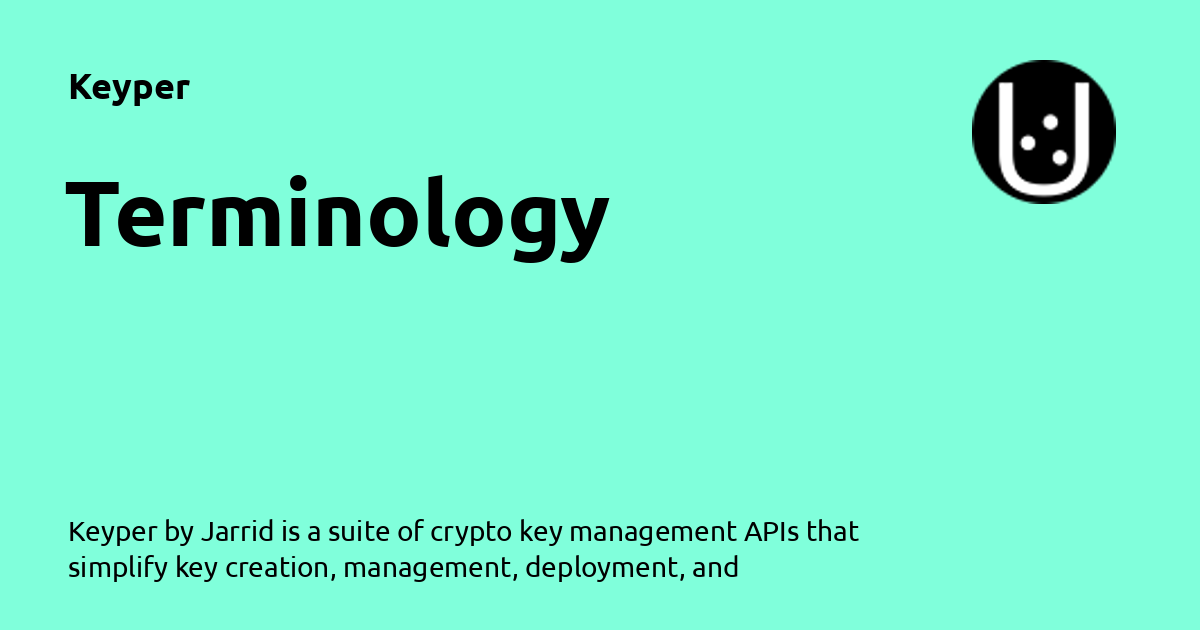 Keyper
Terminology
Keyper by Jarrid is a suite of crypto key management APIs that
simplify key creation, management, deployment, and